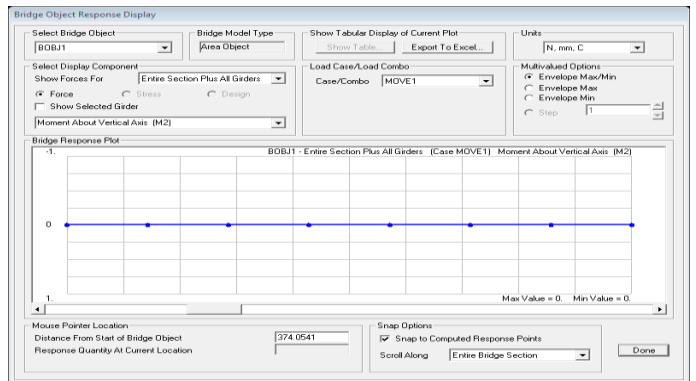 Bridge Object Response Display
Select Bridge Object
BOBJ1
Bridge Model Type
Area Object
Show Tabular Display of Current Plot
Show Table...
Export To Excel...
Units
N, mm, C
Select Display Component
Show Forces For
Entire Section Plus All Girders
Force
Stress
Design
Show Selected Girder
Moment About Vertical Axis (M2)
Load Case/Load Combo
Case/Combo
MOVE1
Multivalued Options
Envelope Max/Min
Envelope Max
Envelope Min
Step
1
Bridge Response Plot
-1.
BOBJ1 - Entire Section Plus All Girders (Case MOVE1) Moment About Vertical Axis (M2)
0
1.
Max Value = 0. Min Value = 0.
Mouse Pointer Location
Distance From Start of Bridge Object
374.0541
Response Quantity At Current Location
Snap Options
Snap to Computed Response Points
Scroll Along
Entire Bridge Section
Done